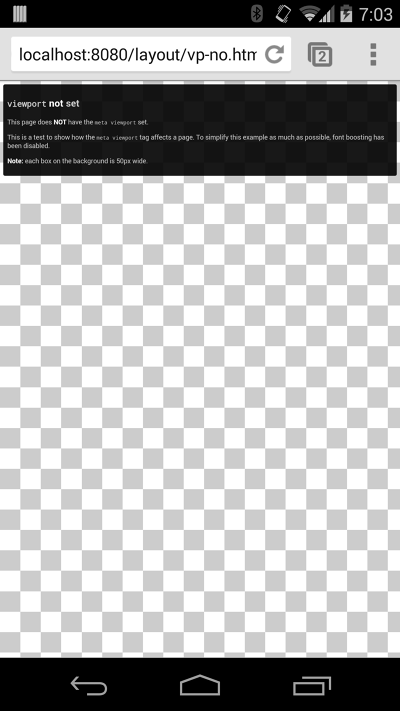 7:03
localhost:8080/layout/vp-no.htm
2
viewport not set
This page does NOT have the meta viewport set.
This is a test to show how the meta viewport tag affects a page. To simplify this example as much as possible, font boosting has
been disabled.
Note: each box on the background is 50px wide.